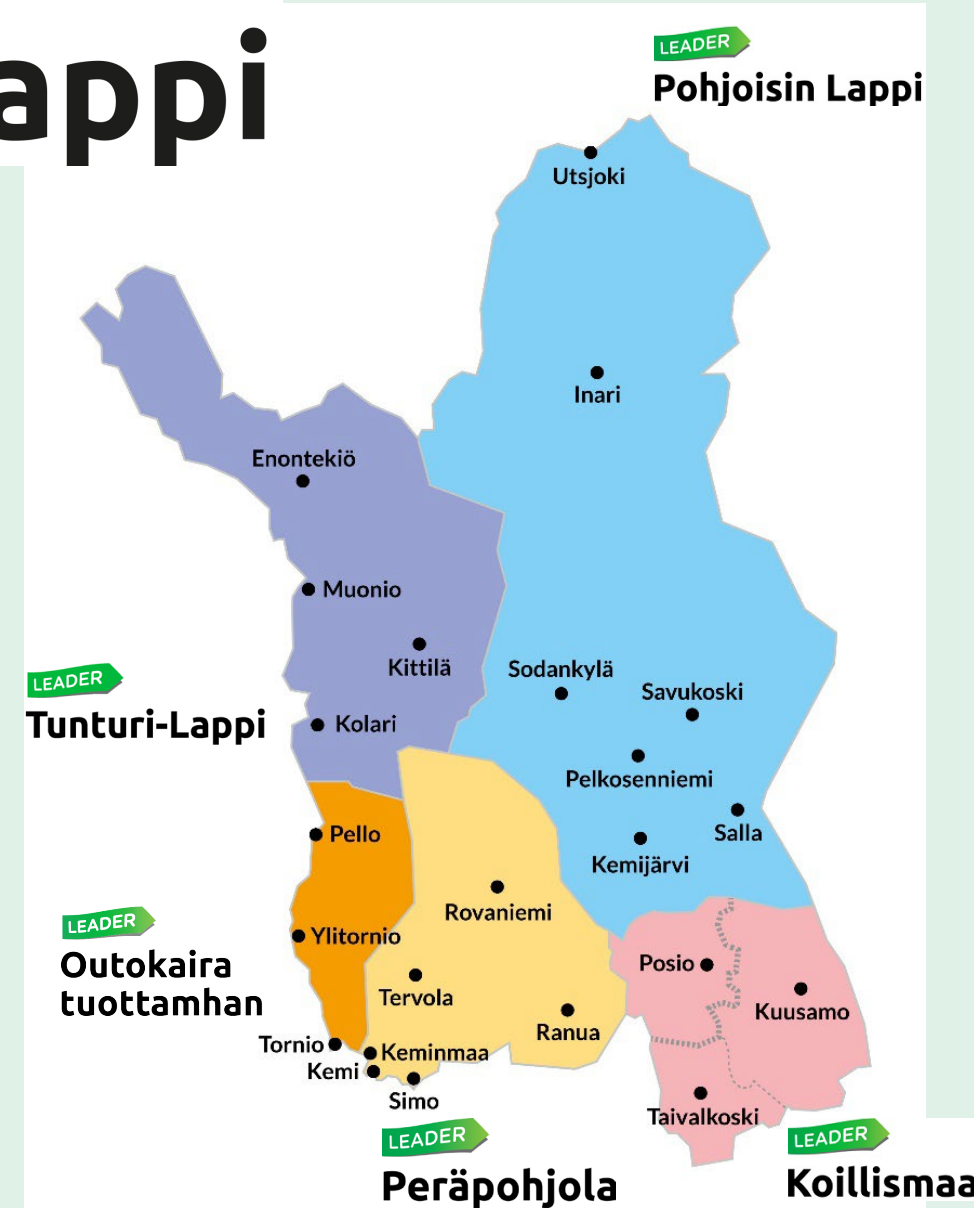 appi
LEADER
Pohjoisin Lappi
Utsjoki
Inari
Enontekiö
Muonio
Kittilä
Sodankylä
Savukoski
LEADER
Tunturi-Lappi
Kolari
Pelkosenniemi
Pello
Salla
Kemijärvi
Rovaniemi
LEADER
Ylitornio
Outokaira
tuottamhan
Posio
Tervola
Kuusamo
Ranua
Tornio
Keminmaa
Kemi
Simo
Taivalkoski
LEADER
Peräpohjola
LEADER
Koillismaa